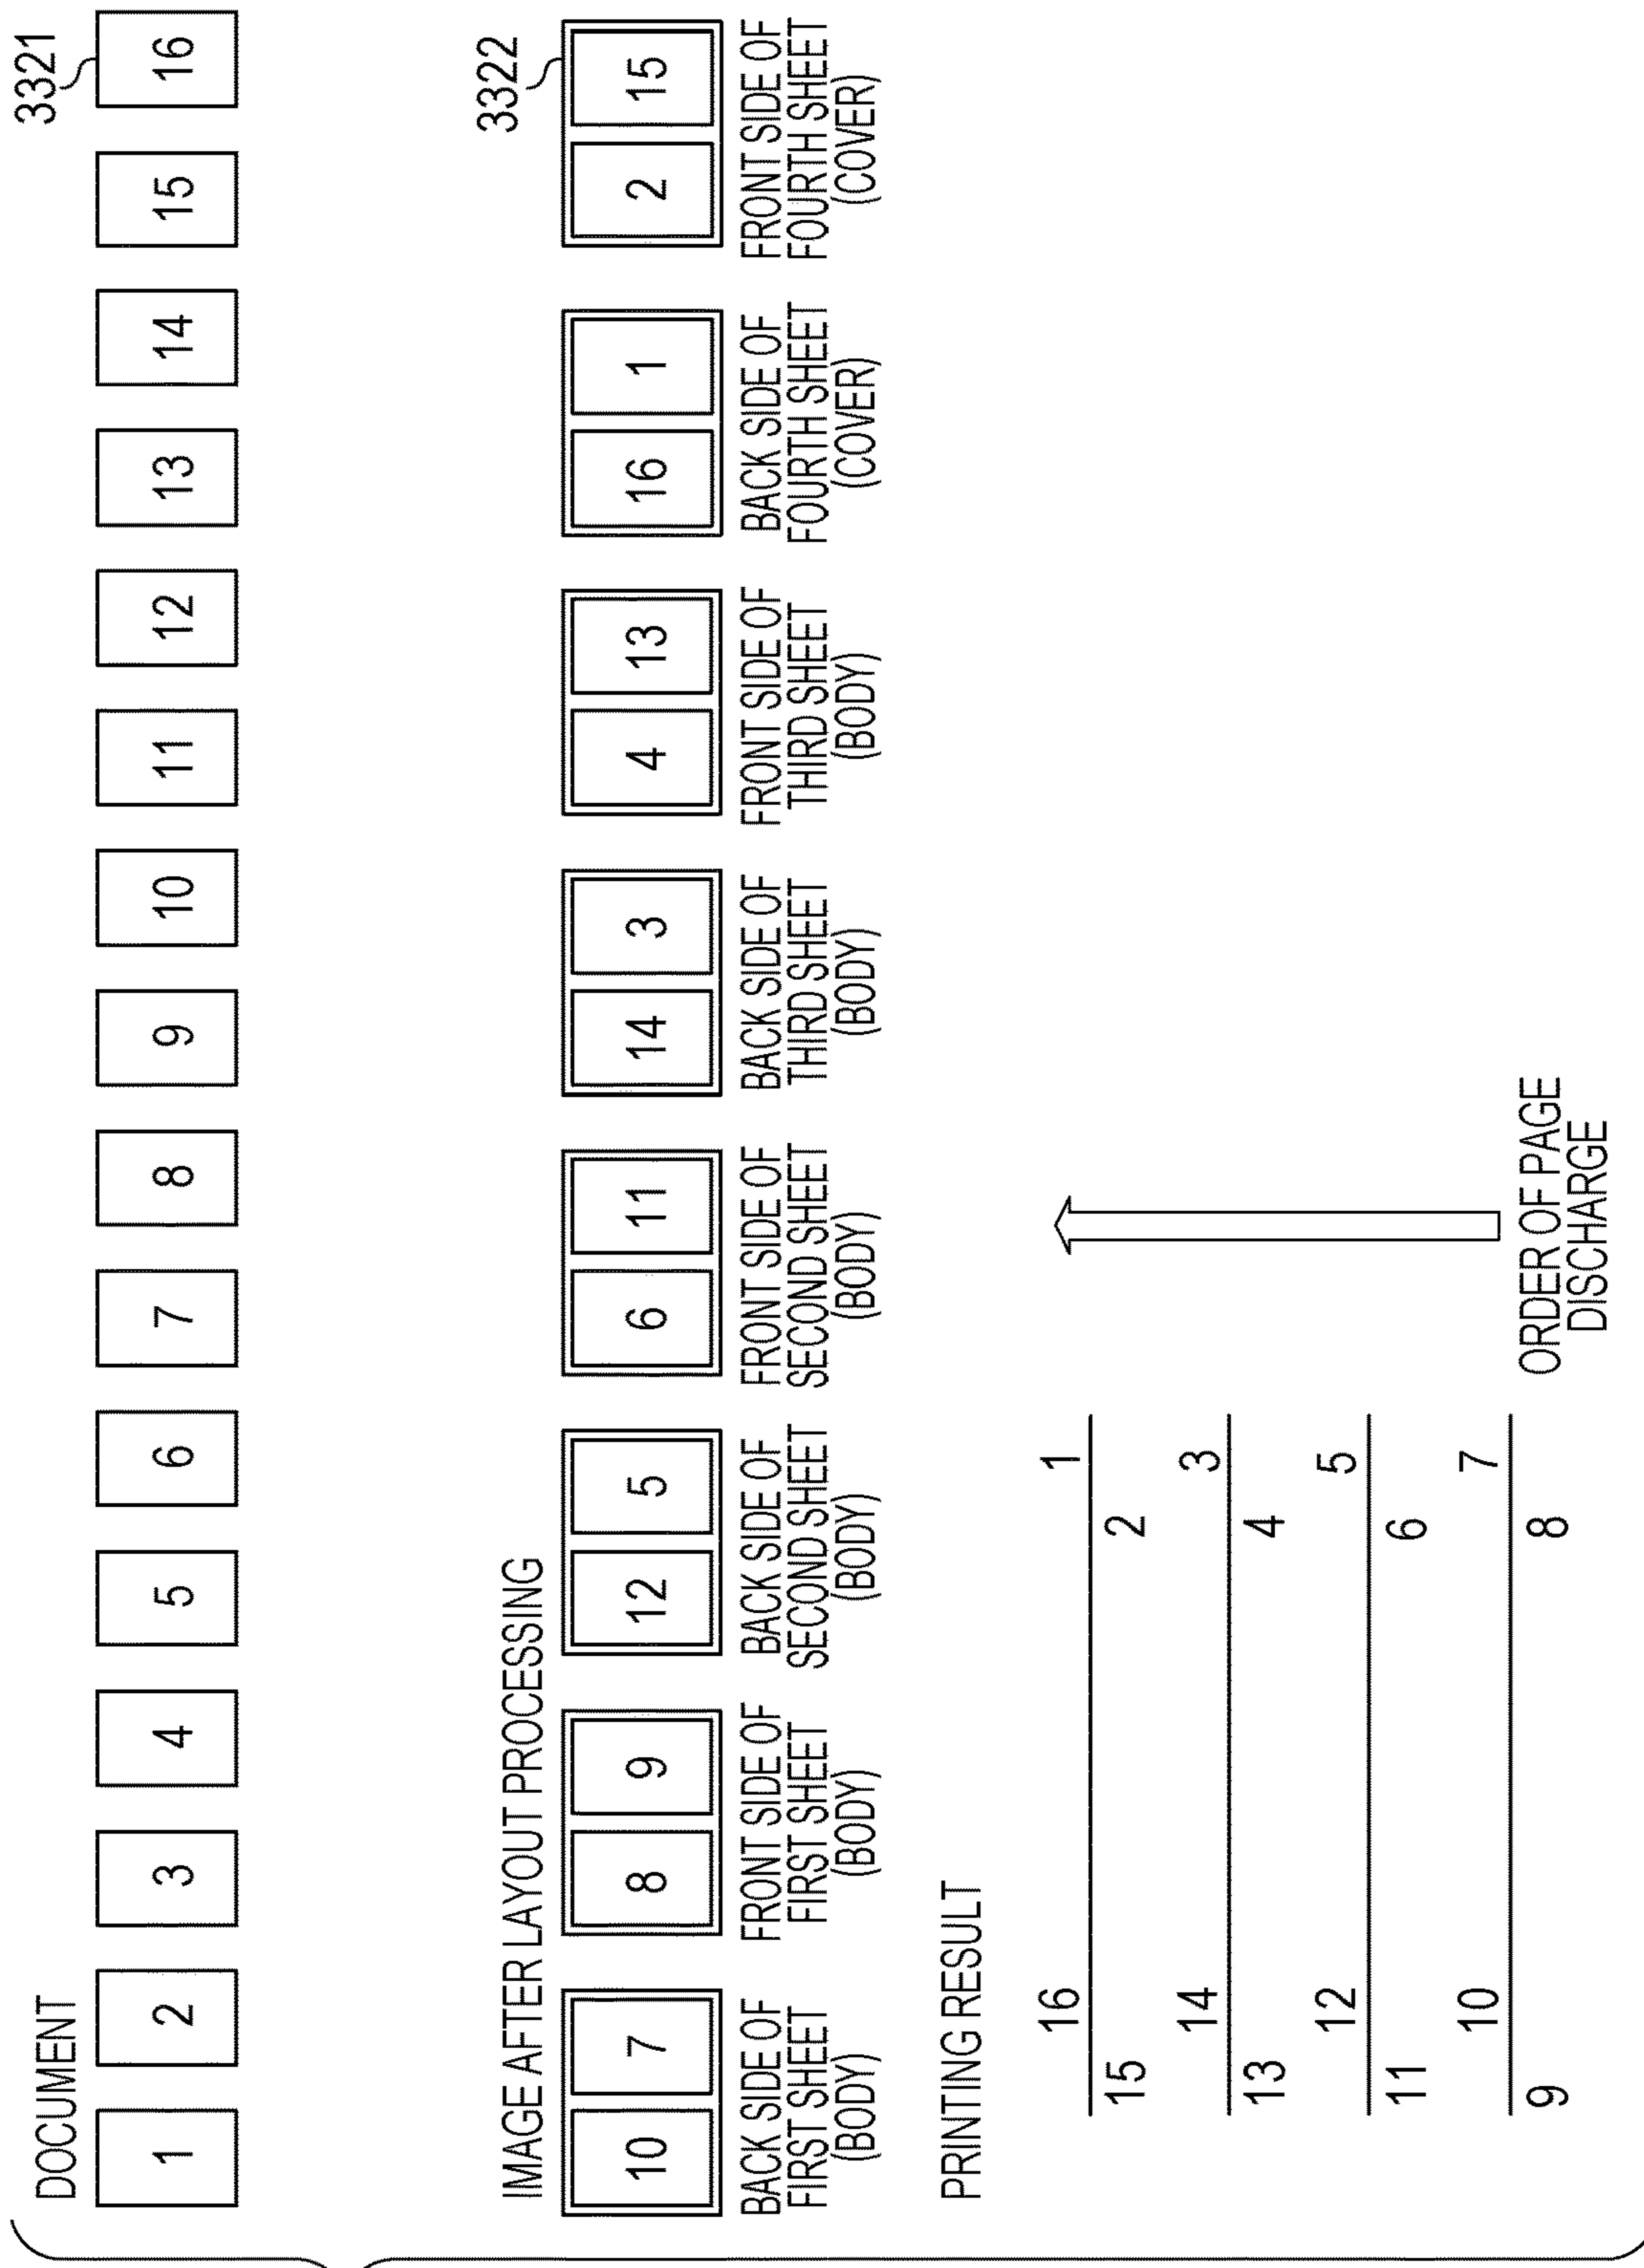 3321
DOCUMENT
1 2 3 4 5 6 7 8 9 10 11 12 13 14 15 16
3322
IMAGE AFTER LAYOUT PROCESSING
10 7
BACK SIDE OF
FIRST SHEET
(BODY)
8 9
FRONT SIDE OF
FIRST SHEET
(BODY)
12 5
BACK SIDE OF
SECOND SHEET
(BODY)
6 11
FRONT SIDE OF
SECOND SHEET
(BODY)
14 3
BACK SIDE OF
THIRD SHEET
(BODY)
4 13
FRONT SIDE OF
THIRD SHEET
(BODY)
16 1
BACK SIDE OF
FOURTH SHEET
(COVER)
2 15
FRONT SIDE OF
FOURTH SHEET
(COVER)
PRINTING RESULT
16 1
15 2
14 3
13 4
12 5
11 6
10 7
9 8
ORDER OF PAGE
DISCHARGE